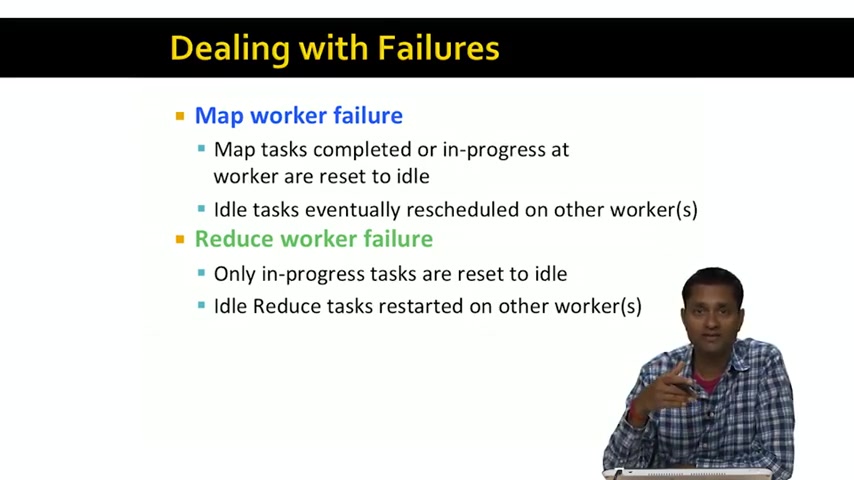 Dealing with Failures
Map worker failure
Map tasks completed or in-progress at
worker are reset to idle
Idle tasks eventually rescheduled on other worker(s)
Reduce worker failure
Only in-progress tasks are reset to idle
Idle Reduce tasks restarted on other worker(s)